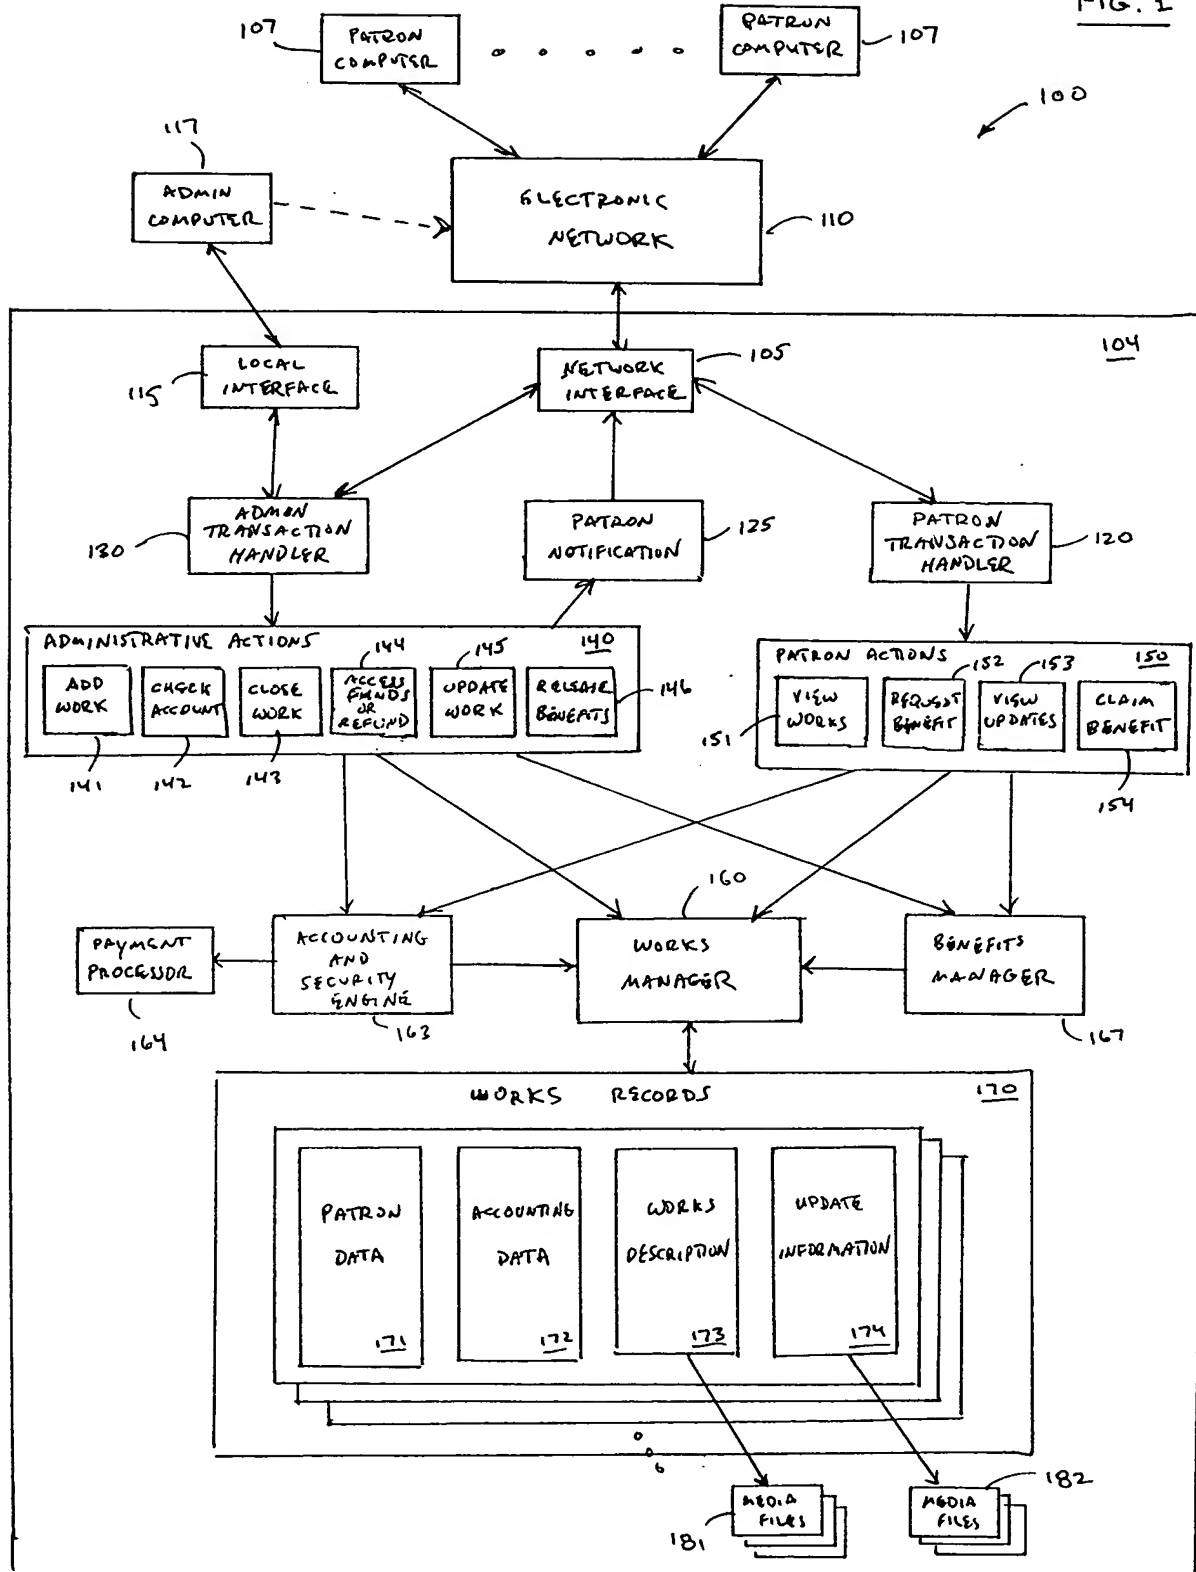 FIG. 1
107
PATRON
COMPUTER
PATRON
COMPUTER
107
100
117
ADMIN
COMPUTER
ELECTRONIC
NETWORK
110
104
LOCAL
INTERFACE
115
NETWORK
INTERFACE
105
ADMIN
TRANSACTION
HANDLER
130
PATRON
NOTIFICATION
125
PATRON
TRANSACTION
HANDLER
120
ADMINISTRATIVE ACTIONS
144
145
140
ADD
WORK
CHECK
ACCOUNT
CLOSE
WORK
ACCESS
FUNDS
OR
REFUND
UPDATE
WORK
RELEASE
BENEFITS
146
141
142
143
PATRON ACTIONS
152
153
150
VIEW
WORKS
REQUEST
BENEFIT
VIEW
UPDATES
CLAIM
BENEFIT
151
154
160
PAYMENT
PROCESSOR
164
ACCOUNTING
AND
SECURITY
ENGINE
163
WORKS
MANAGER
BENEFITS
MANAGER
167
WORKS RECORDS
170
PATRON
DATA
171
ACCOUNTING
DATA
172
WORKS
DESCRIPTION
173
UPDATE
INFORMATION
174
181
MEDIA
FILES
MEDIA
FILES
182